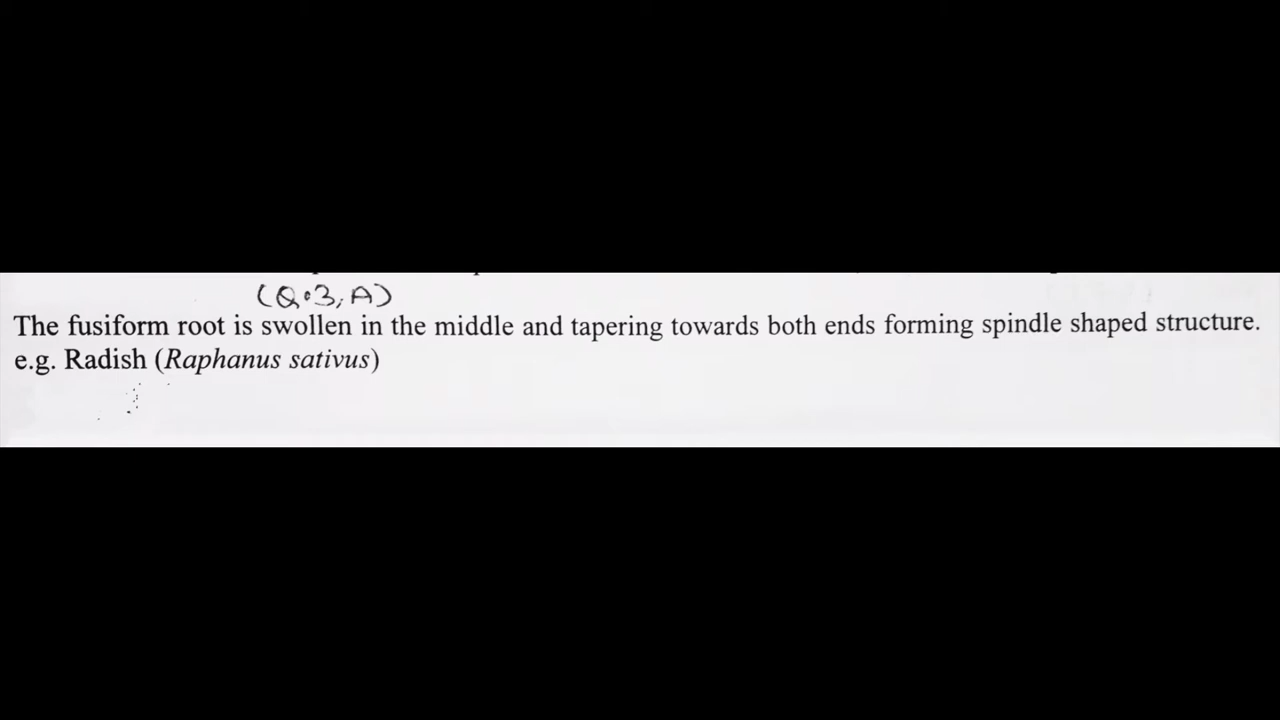 (Q.3, A)
The fusiform root is swollen in the middle and tapering towards both ends forming spindle shaped structure.
e.g. Radish (Raphanus sativus)